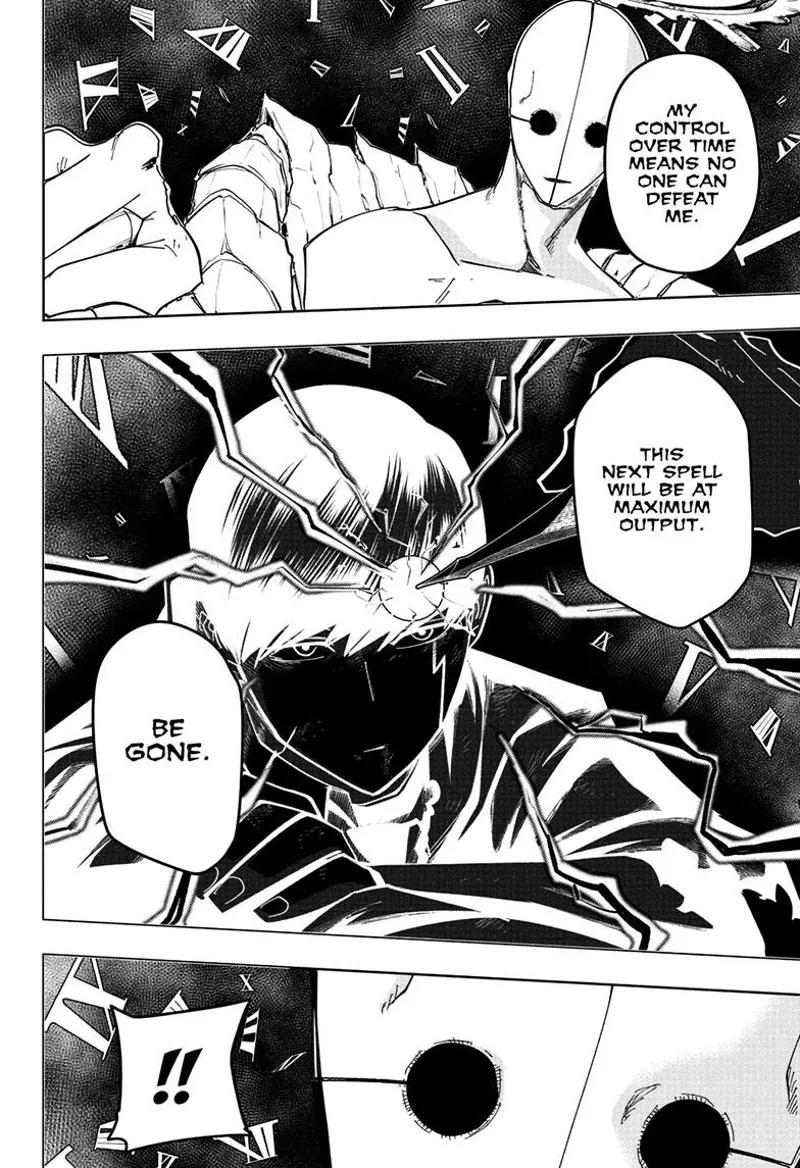 MY
CONTROL
OVER TIME
MEANS NO
ONE CAN
DEFEAT
ME.
THIS
NEXT SPELL
WILL BE AT
MAXIMUM
OUTPUT.
BE
GONE.
!!